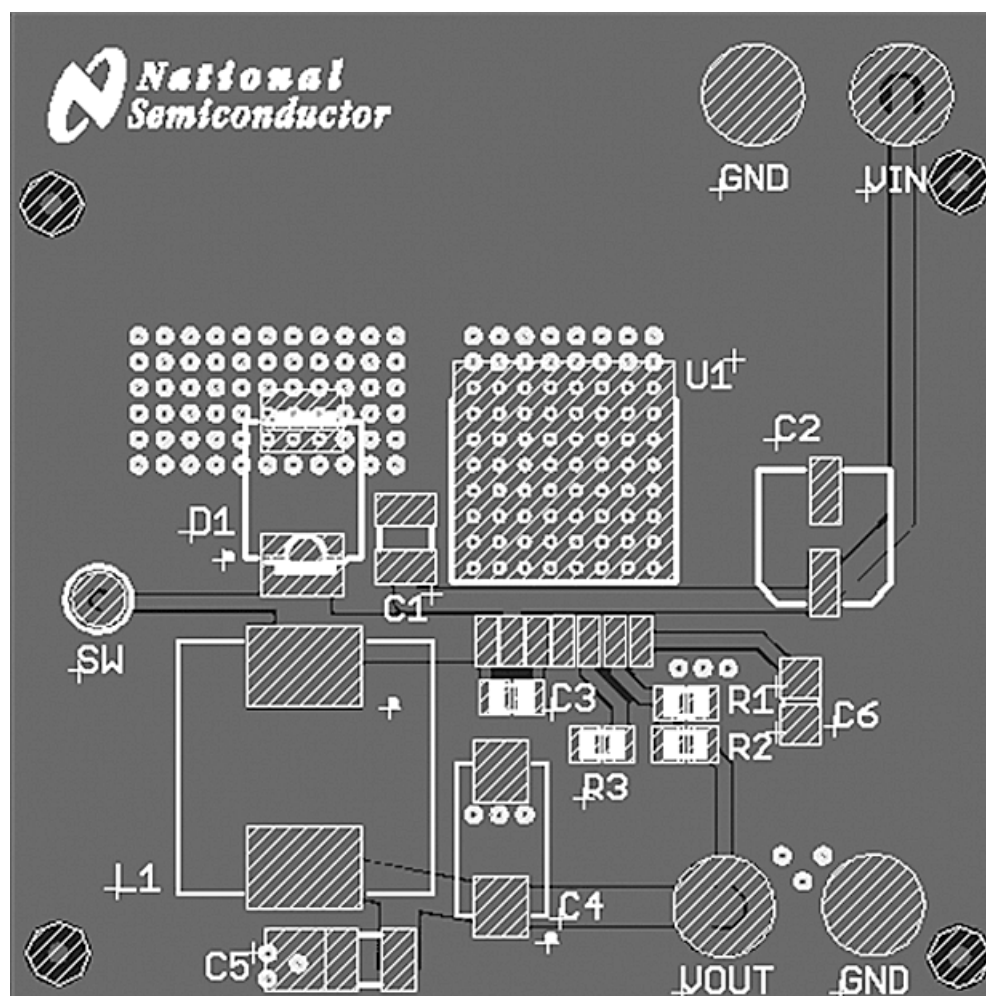 National
Semiconductor
GND
VIN
U1
C2
D1
C1
SW
C3
R1
C6
R2
R3
L1
C4
C5
VOUT
GND